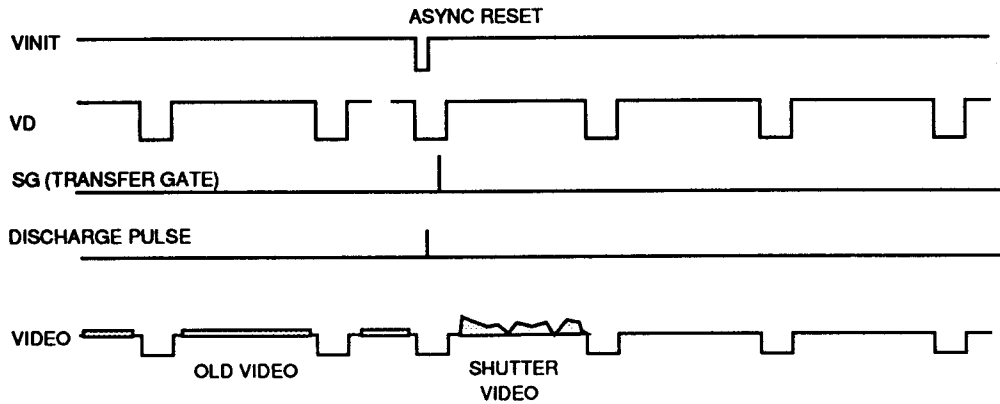 ASYNC RESET
VINIT
VD
SG (TRANSFER GATE)
DISCHARGE PULSE
VIDEO
OLD VIDEO
SHUTTER
VIDEO